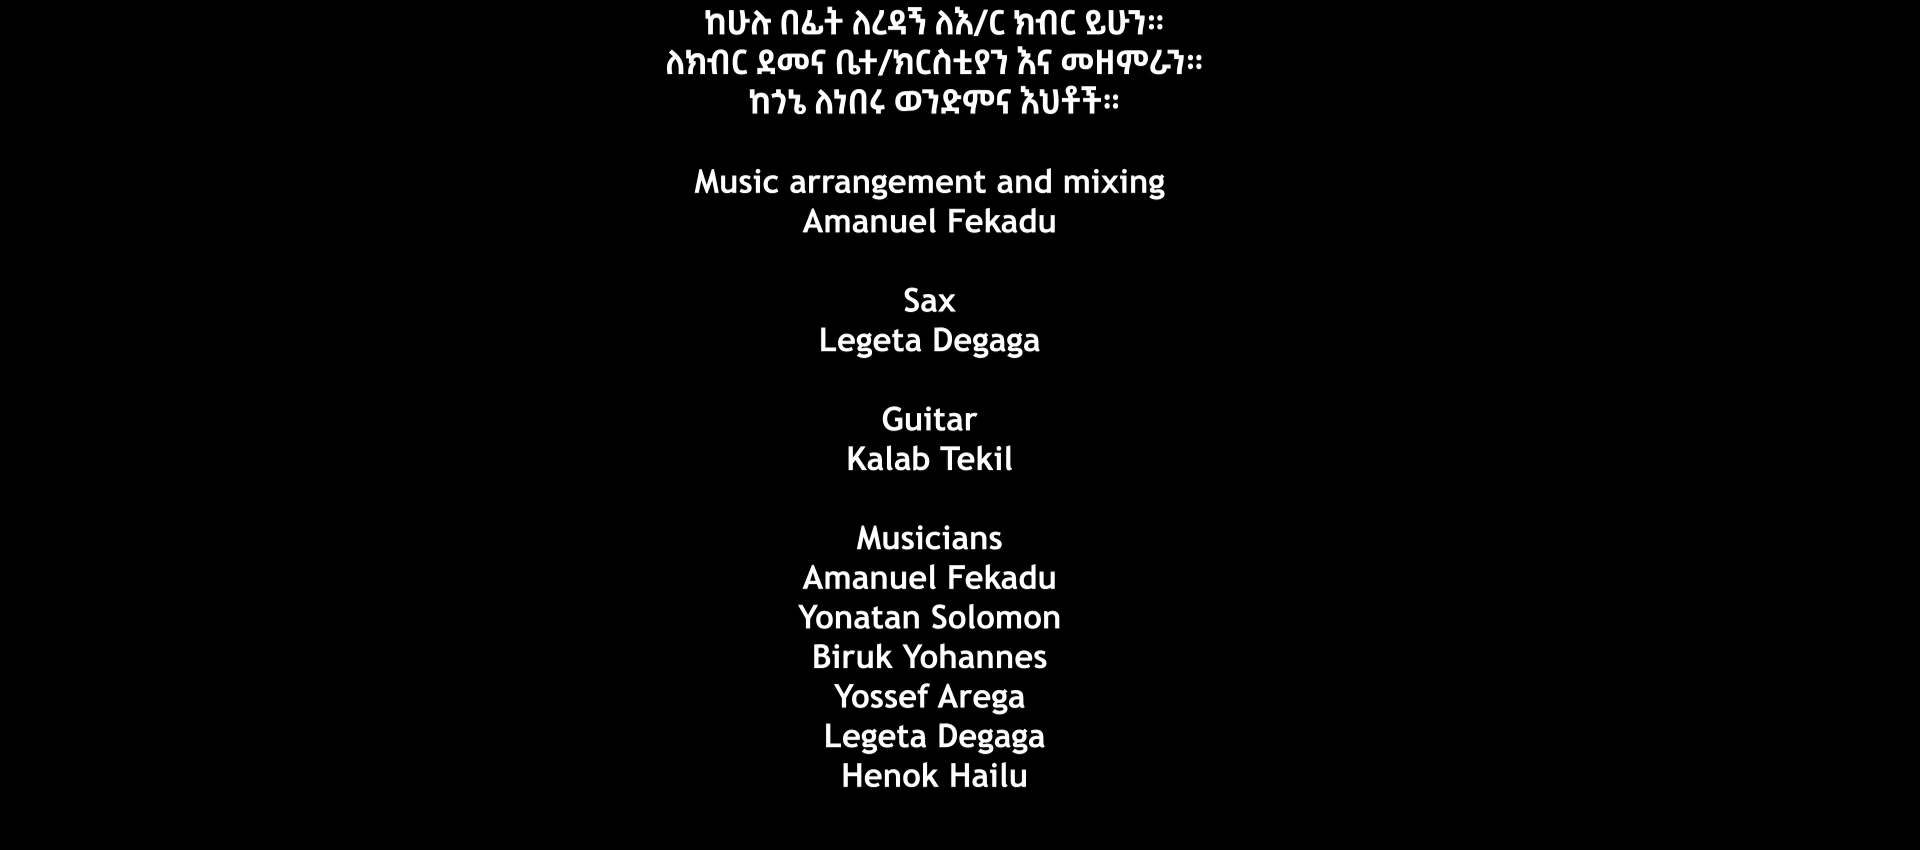 ከሁሉ በፊት ለረዳኝ ለእ/ር ክብር ይሁን።
ለክብር ደመና ቤተ/ክርስቲያን እና መዘምራን።
ከጎኔ ለነበሩ ወንድምና እህቶች።
Music arrangement and mixing
Amanuel Fekadu
Sax
Legeta Degaga
Guitar
Kalab Tekil
Musicians
Amanuel Fekadu
Yonatan Solomon
Biruk Yohannes
Yossef Arega
Legeta Degaga
Henok Hailu